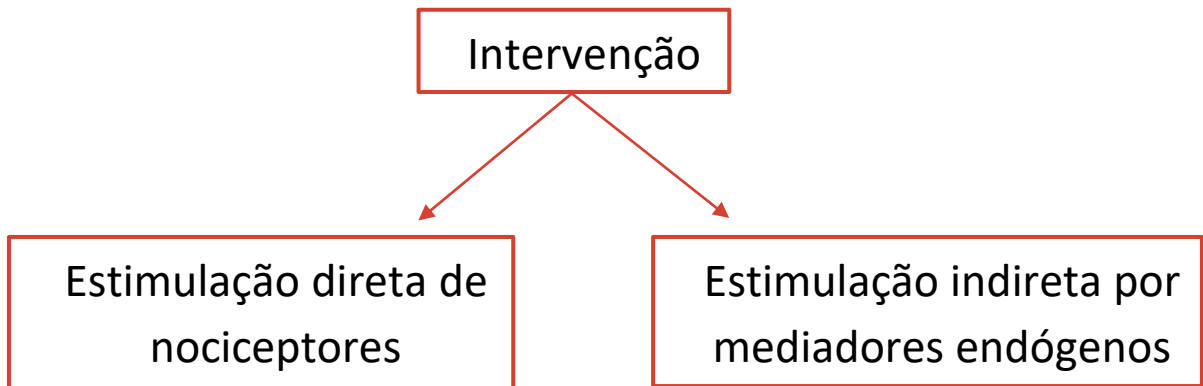 Intervenção
Estimulação direta de
nociceptores
Estimulação indireta por
mediadores endógenos